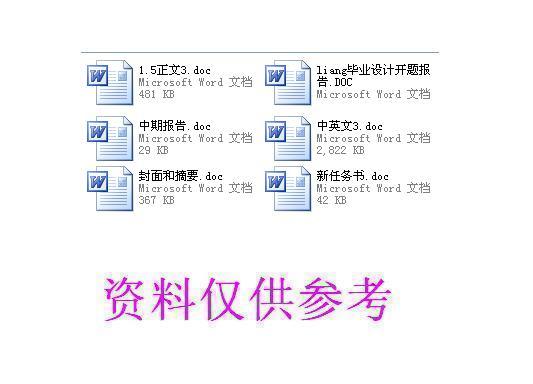 1.5正文3.doc
Microsoft Word 文档
481 KB
liang毕业设计开题报
告.DOC
Microsoft Word 文档
中期报告.doc
Microsoft Word 文档
29 KB
中英文3.doc
Microsoft Word 文档
2,822 KB
封面和摘要.doc
Microsoft Word 文档
367 KB
新任务书.doc
Microsoft Word 文档
42 KB
资料仅供参考